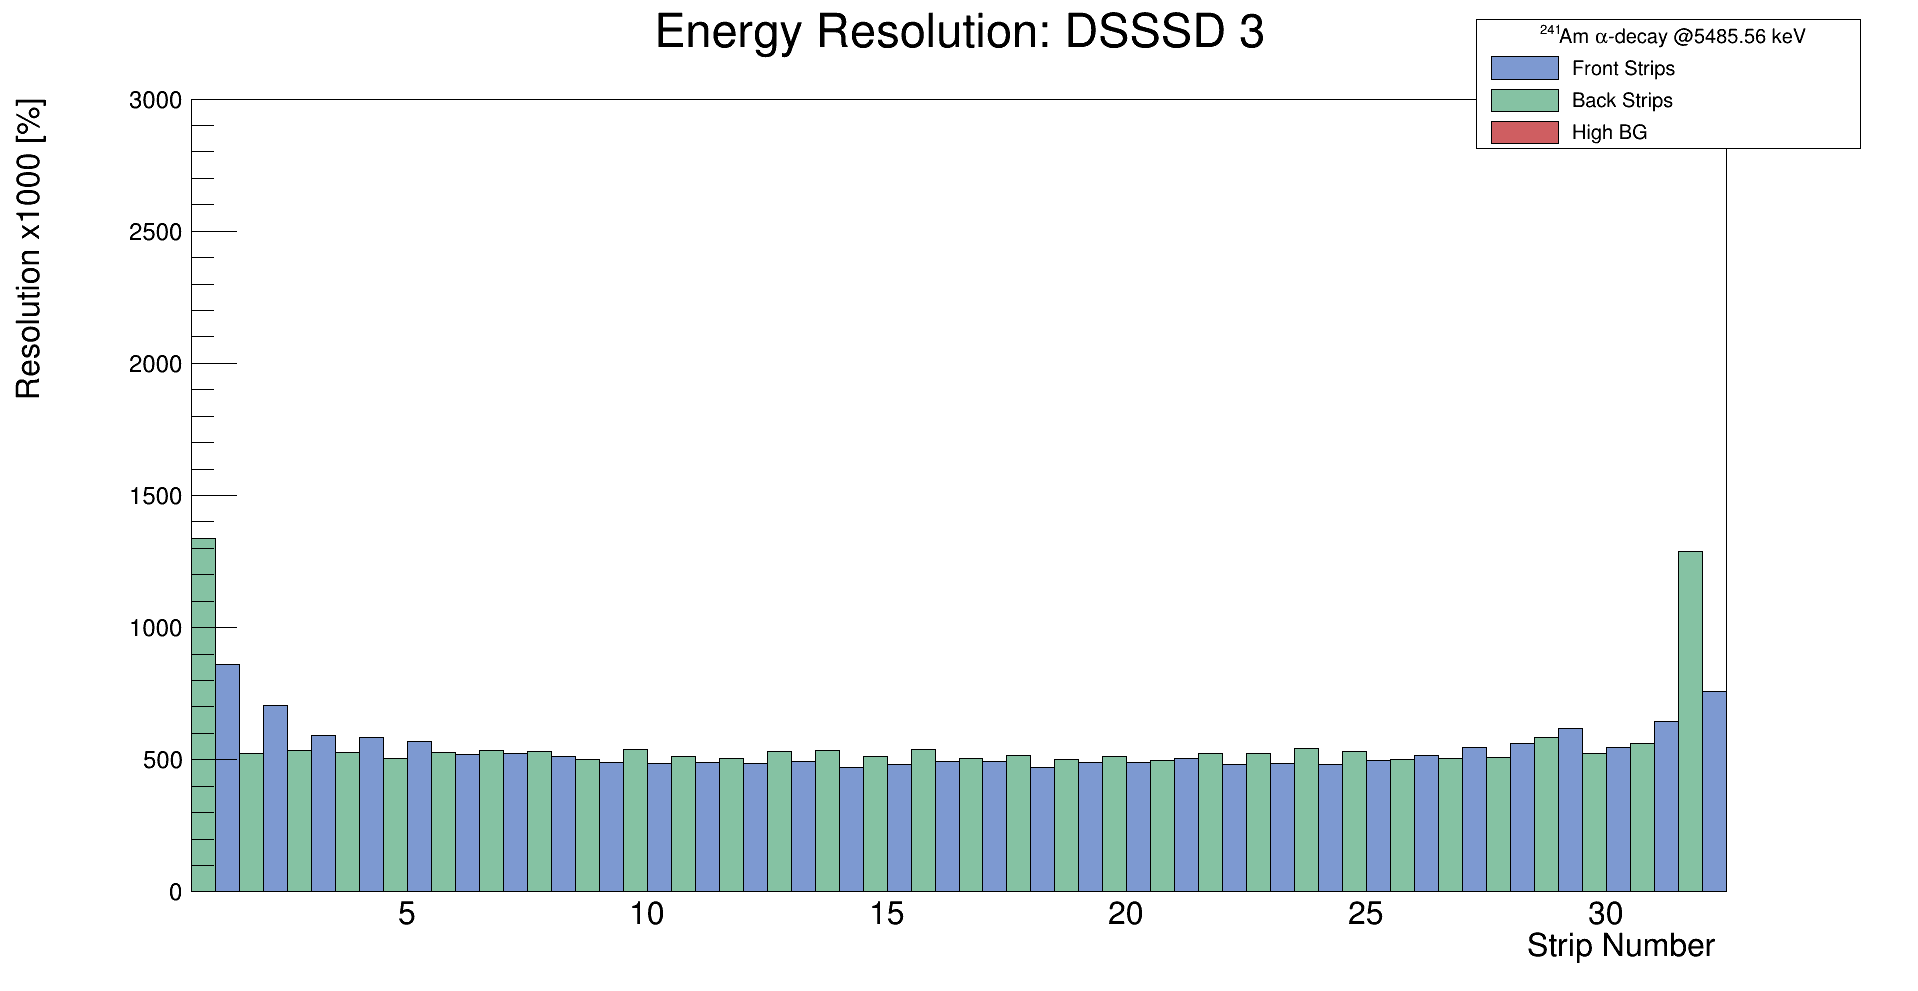 Energy Resolution: DSSSD 3
²⁴¹Am α-decay @5485.56 keV
Front Strips
Back Strips
High BG
Resolution x1000 [%]
3000
2500
2000
1500
1000
500
0
5 10 15 20 25 30
Strip Number